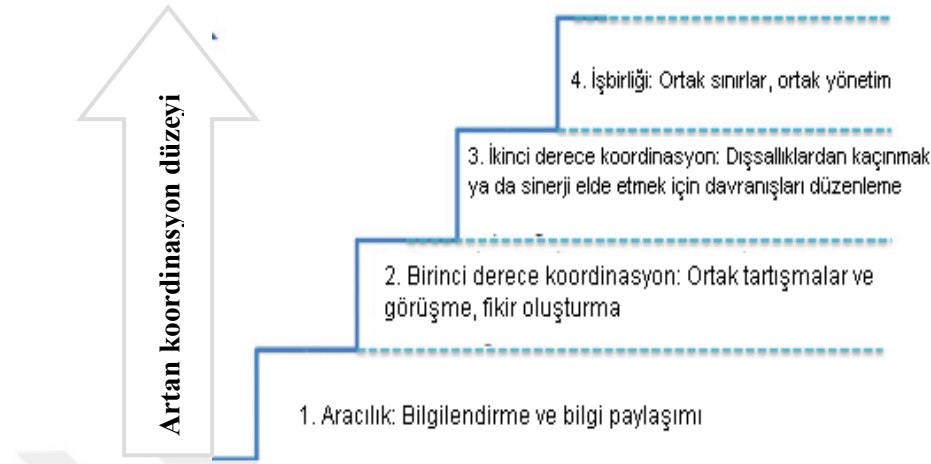 Artan koordinasyon düzeyi
4. İşbirliği: Ortak sınırlar, ortak yönetim
3. İkinci derece koordinasyon: Dışsallıklardan kaçınmak
ya da sinerji elde etmek için davranışları düzenleme
2. Birinci derece koordinasyon: Ortak tartışmalar ve
görüşme, fikir oluşturma
1. Aracılık: Bilgilendirme ve bilgi paylaşımı